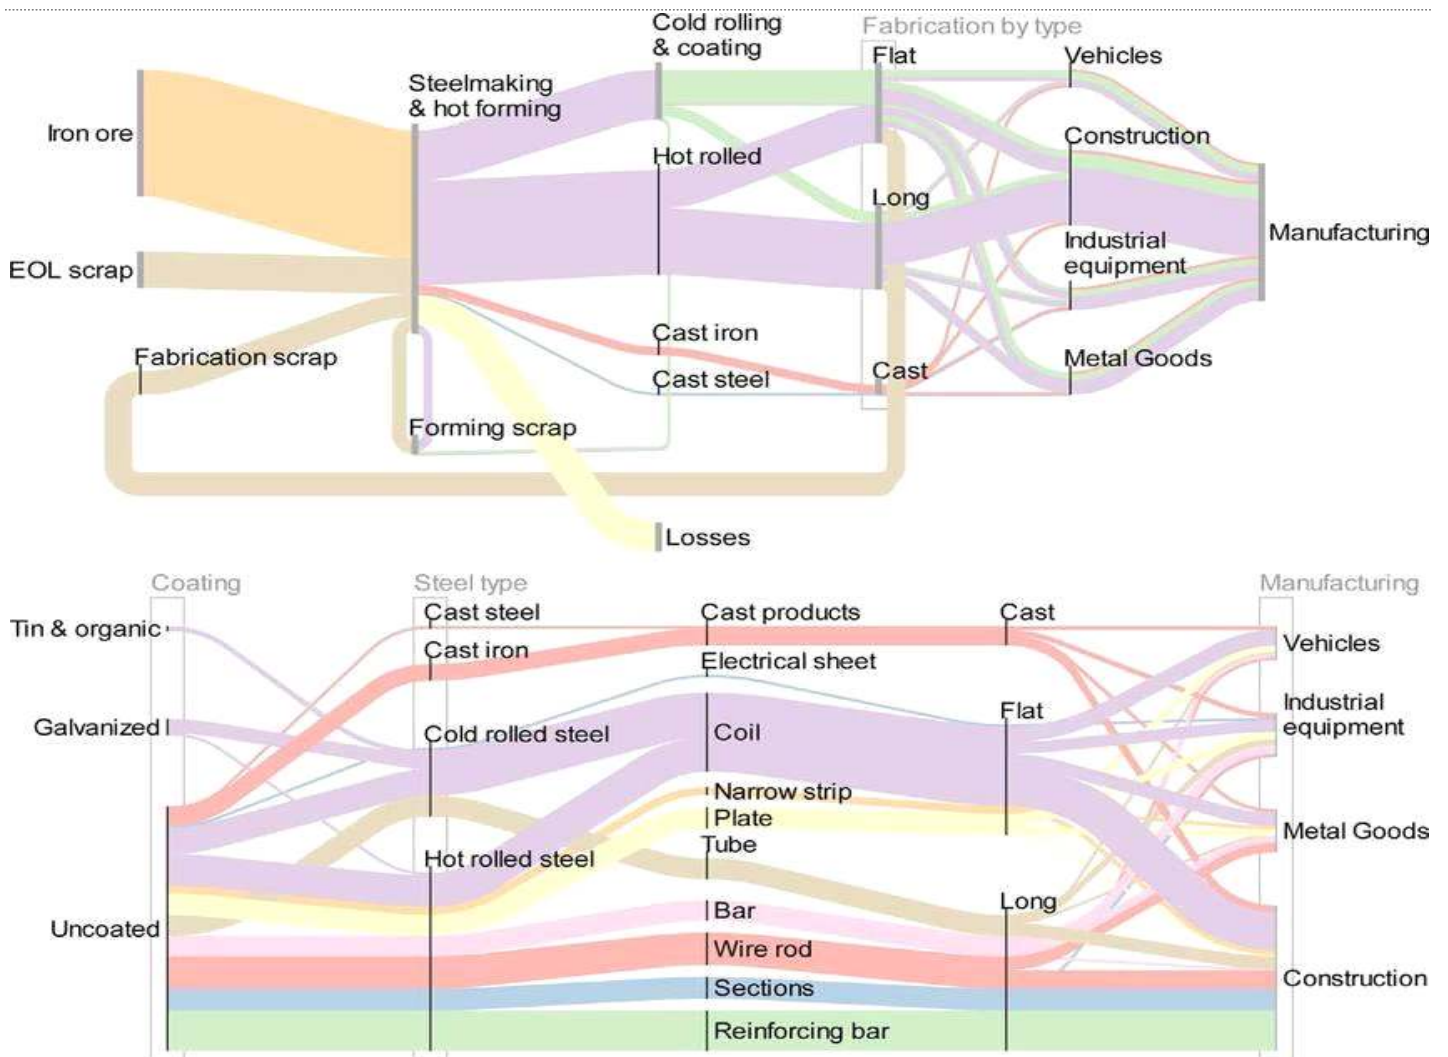 Cold rolling
& coating
Fabrication by type
Flat
Vehicles
Steelmaking
& hot forming
Iron ore
Construction
Hot rolled
Long
Manufacturing
Industrial
equipment
EOL scrap
Cast iron
Fabrication scrap
Metal Goods
Cast
Cast steel
Forming scrap
Losses
Coating
Steel type
Manufacturing
Cast steel
Cast products
Cast
Tin & organic
Vehicles
Cast iron
Electrical sheet
Industrial
equipment
Flat
Galvanized
Cold rolled steel
Coil
Narrow strip
Plate
Metal Goods
Tube
Hot rolled steel
Long
Bar
Uncoated
Wire rod
Construction
Sections
Reinforcing bar